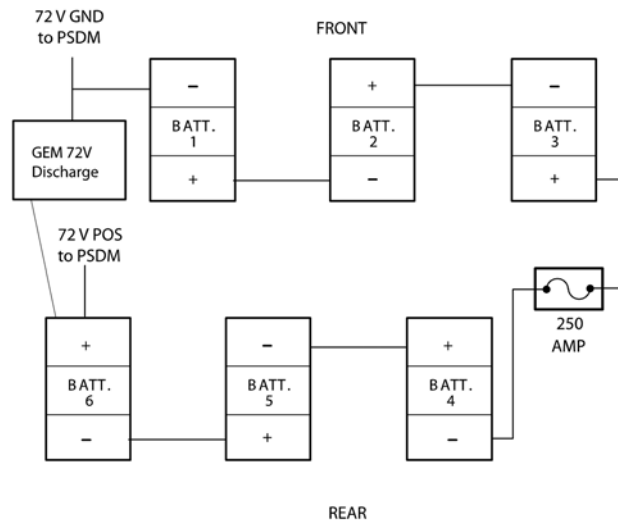 72 V GND
to PSDM
FRONT
GEM 72V
Discharge
−
BATT.
1
+
+
BATT.
2
−
−
BATT.
3
+
72 V POS
to PSDM
+
BATT.
6
−
−
BATT.
5
+
+
BATT.
4
−
250
AMP
REAR